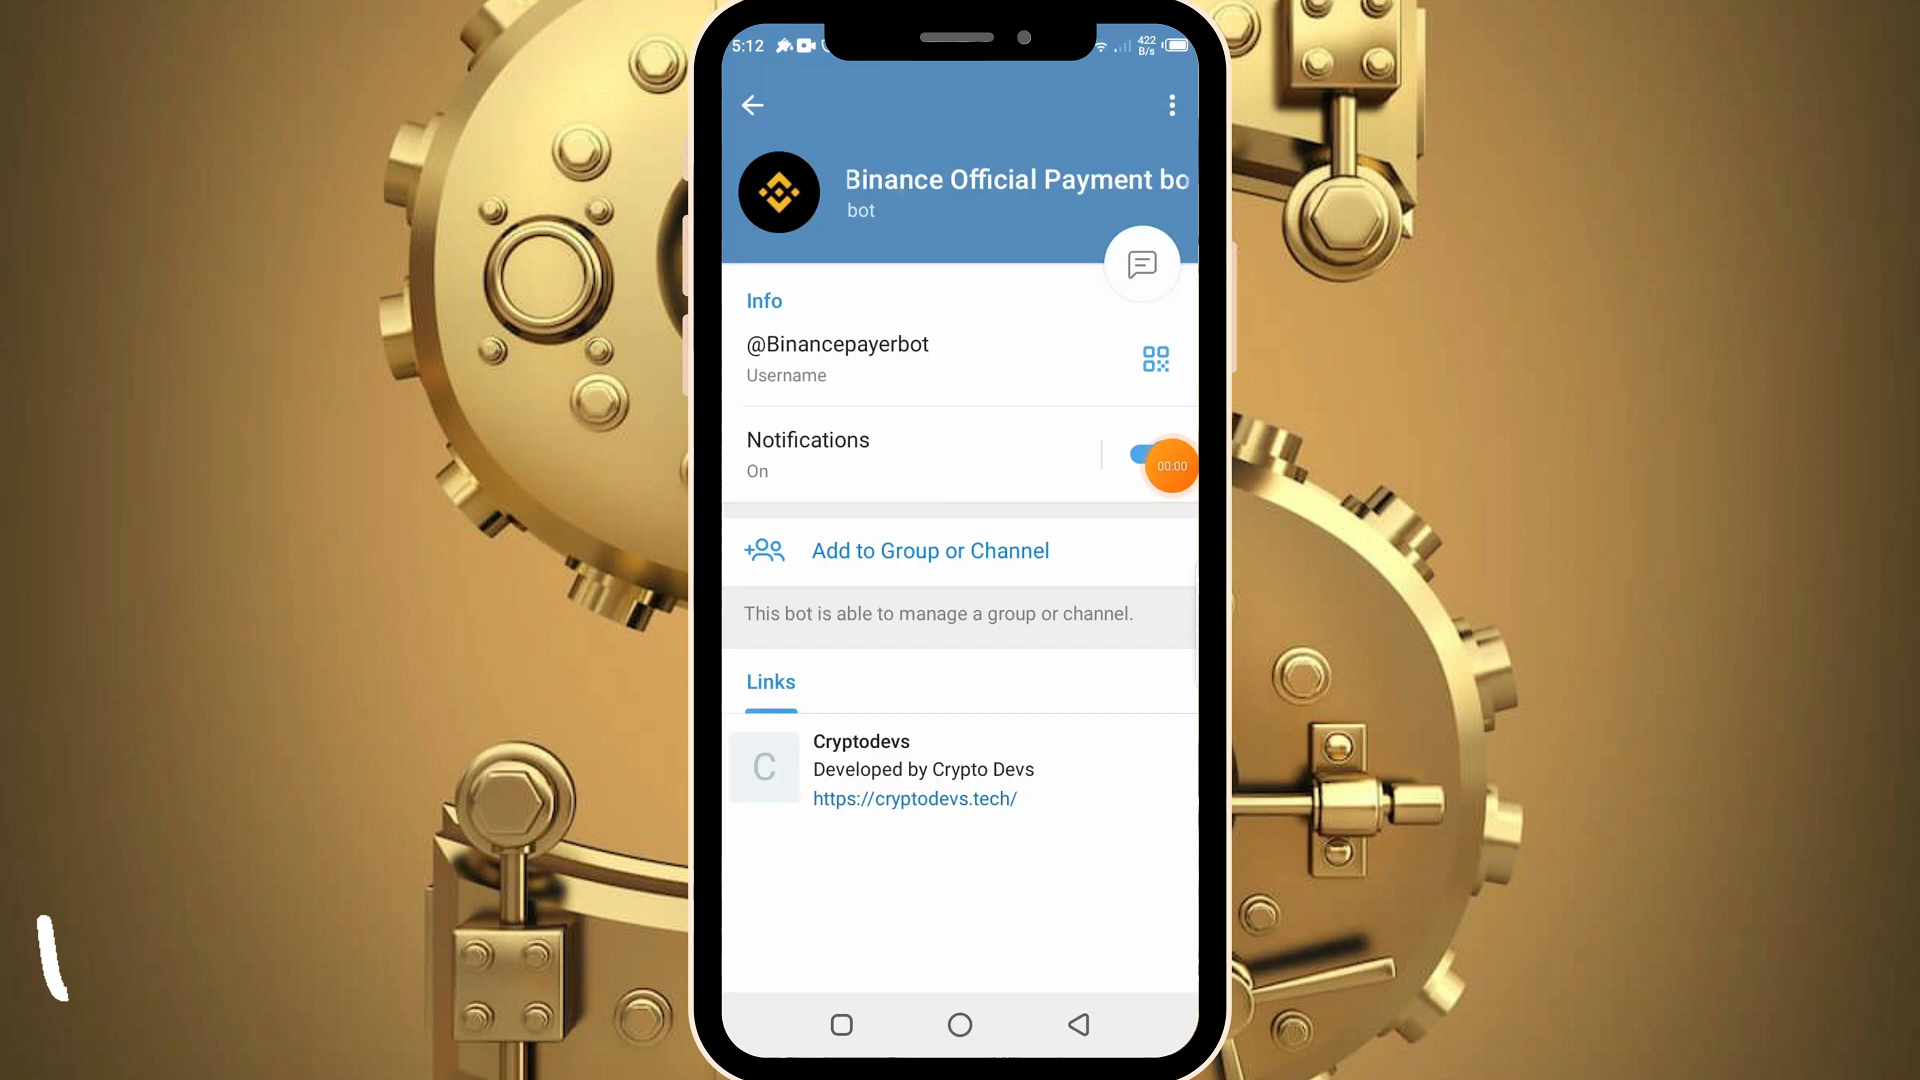 5:12
422
B/s
Binance Official Payment bo
bot
Info
@Binancepayerbot
Username
Notifications
On
00:00
Add to Group or Channel
This bot is able to manage a group or channel.
Links
C
Cryptodevs
Developed by Crypto Devs
https://cryptodevs.tech/